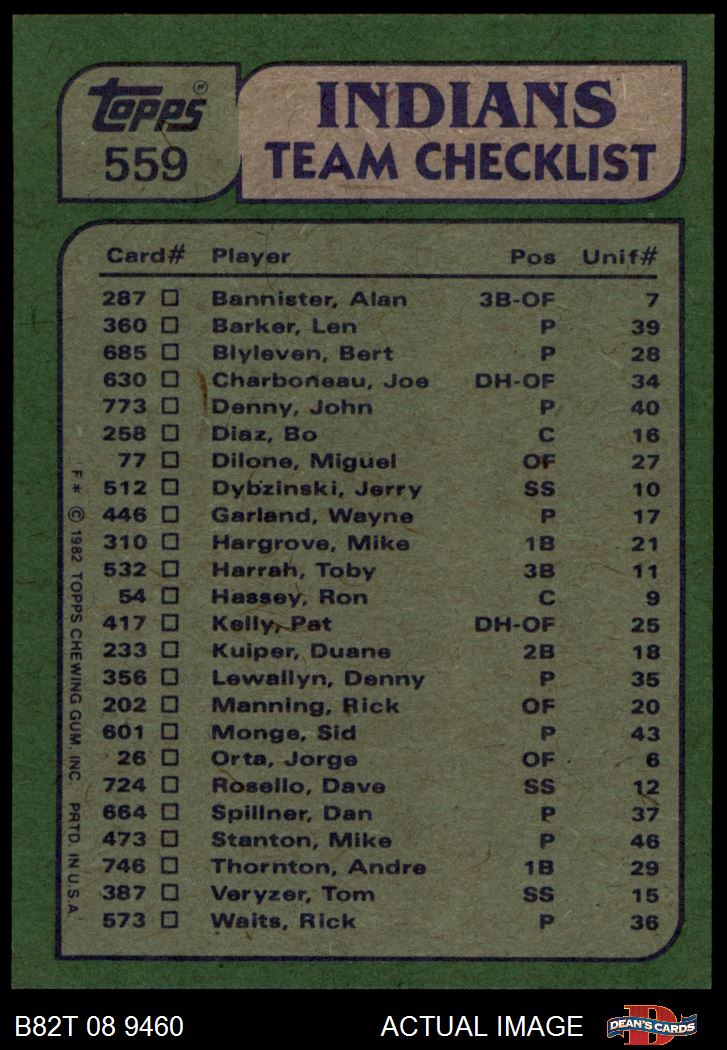 Topps®
559
INDIANS
TEAM CHECKLIST
Card# Player Pos Unif#
287 Bannister, Alan 3B-OF 7
360 Barker, Len P 39
685 Blyleven, Bert P 28
630 Charboneau, Joe DH-OF 34
773 Denny, John P 40
258 Diaz, Bo C 16
77 Dilone, Miguel OF 27
512 Dybzinski, Jerry SS 10
446 Garland, Wayne P 17
310 Hargrove, Mike 1B 21
532 Harrah, Toby 3B 11
54 Hassey, Ron C 9
417 Kelly, Pat DH-OF 25
233 Kuiper, Duane 2B 18
356 Lewallyn, Denny P 35
202 Manning, Rick OF 20
601 Monge, Sid P 43
26 Orta, Jorge OF 6
724 Rosello, Dave SS 12
664 Spillner, Dan P 37
473 Stanton, Mike P 46
746 Thornton, Andre 1B 29
387 Veryzer, Tom SS 15
573 Waits, Rick P 36
F* © 1982 TOPPS CHEWING GUM, INC. PRTD. IN U.S.A.
B82T 08 9460 ACTUAL IMAGE
D
DEAN'S CARDS